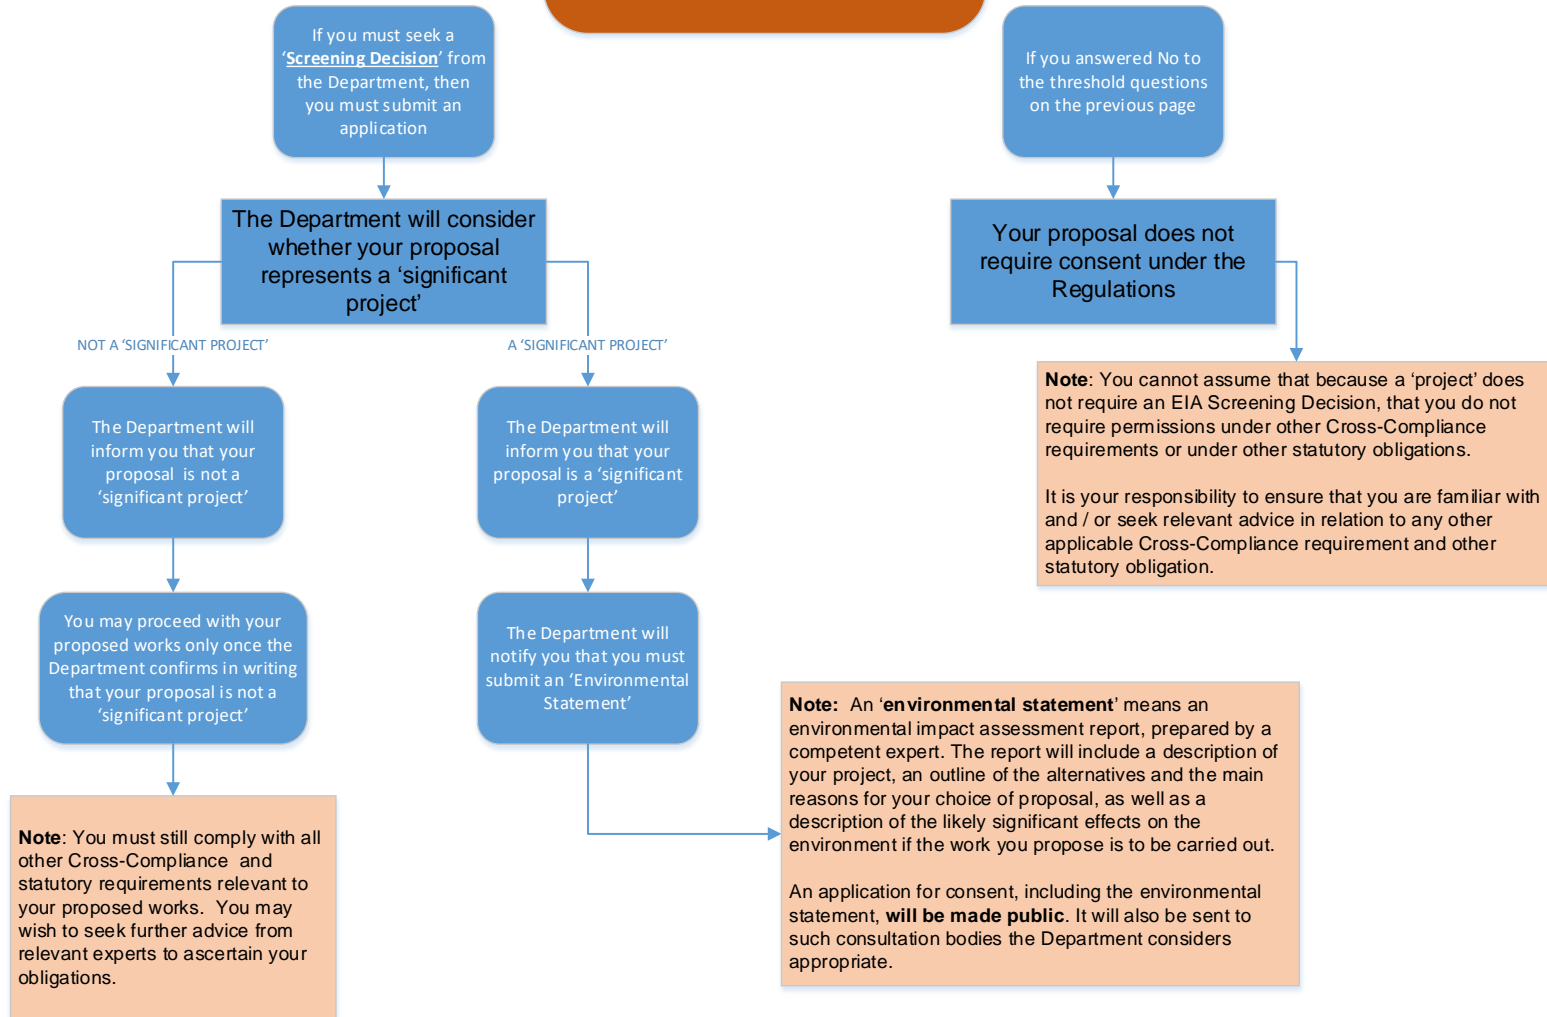 If you must seek a
‘Screening Decision’ from
the Department, then
you must submit an
application
If you answered No to
the threshold questions
on the previous page
The Department will consider
whether your proposal
represents a ‘significant
project’
Your proposal does not
require consent under the
Regulations
NOT A ‘SIGNIFICANT PROJECT’
A ‘SIGNIFICANT PROJECT’
The Department will
inform you that your
proposal is not a
‘significant project’
The Department will
inform you that your
proposal is a ‘significant
project’
Note: You cannot assume that because a ‘project’ does
not require an EIA Screening Decision, that you do not
require permissions under other Cross-Compliance
requirements or under other statutory obligations.
It is your responsibility to ensure that you are familiar with
and / or seek relevant advice in relation to any other
applicable Cross-Compliance requirement and other
statutory obligation.
You may proceed with your
proposed works only once the
Department confirms in writing
that your proposal is not a
‘significant project’
The Department will
notify you that you must
submit an ‘Environmental
Statement’
Note: An ‘environmental statement’ means an
environmental impact assessment report, prepared by a
competent expert. The report will include a description of
your project, an outline of the alternatives and the main
reasons for your choice of proposal, as well as a
description of the likely significant effects on the
environment if the work you propose is to be carried out.
An application for consent, including the environmental
statement, will be made public. It will also be sent to
such consultation bodies the Department considers
appropriate.
Note: You must still comply with all
other Cross-Compliance and
statutory requirements relevant to
your proposed works. You may
wish to seek further advice from
relevant experts to ascertain your
obligations.